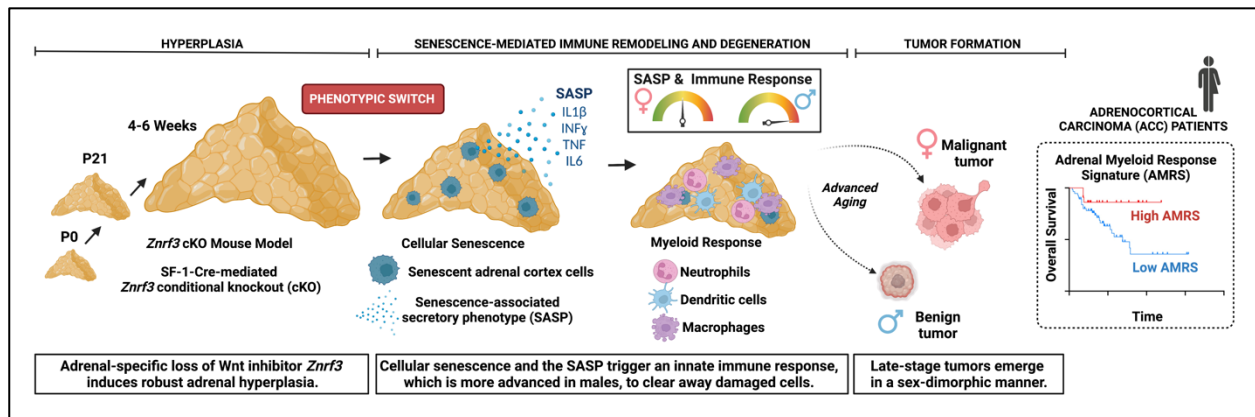 HYPERPLASIA
SENESCENCE-MEDIATED IMMUNE REMODELING AND DEGENERATION
TUMOR FORMATION
PHENOTYPIC SWITCH
4-6 Weeks
P21
P0
Znrf3 cKO Mouse Model
SF-1-Cre-mediated
Znrf3 conditional knockout (cKO)
SASP
IL1β
INFɣ
TNF
IL6
Cellular Senescence
Senescent adrenal cortex cells
Senescence-associated
secretory phenotype (SASP)
SASP & Immune Response
Myeloid Response
Neutrophils
Dendritic cells
Macrophages
Advanced
Aging
Malignant
tumor
Benign
tumor
ADRENOCORTICAL
CARCINOMA (ACC) PATIENTS
Adrenal Myeloid Response
Signature (AMRS)
Overall Survival
High AMRS
Low AMRS
Time
Adrenal-specific loss of Wnt inhibitor Znrf3
induces robust adrenal hyperplasia.
Cellular senescence and the SASP trigger an innate immune response,
which is more advanced in males, to clear away damaged cells.
Late-stage tumors emerge
in a sex-dimorphic manner.